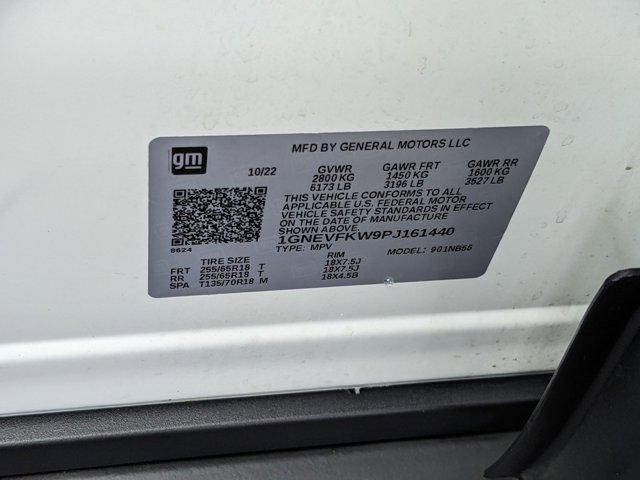 gm
MFD BY GENERAL MOTORS LLC
10/22
GVWR GAWR FRT GAWR RR
2800 KG 1450 KG 1600 KG
6173 LB 3196 LB 3527 LB
THIS VEHICLE CONFORMS TO ALL
APPLICABLE U.S. FEDERAL MOTOR
VEHICLE SAFETY STANDARDS IN EFFECT
ON THE DATE OF MANUFACTURE
SHOWN ABOVE.
8624
1GNEVFKW9PJ161440
TYPE: MPV MODEL: 901NB56
TIRE SIZE RIM
FRT 255/65R18 T 18X7.5J
RR 255/65R18 T 18X7.5J
SPA T135/70R18 M 18X4.5B